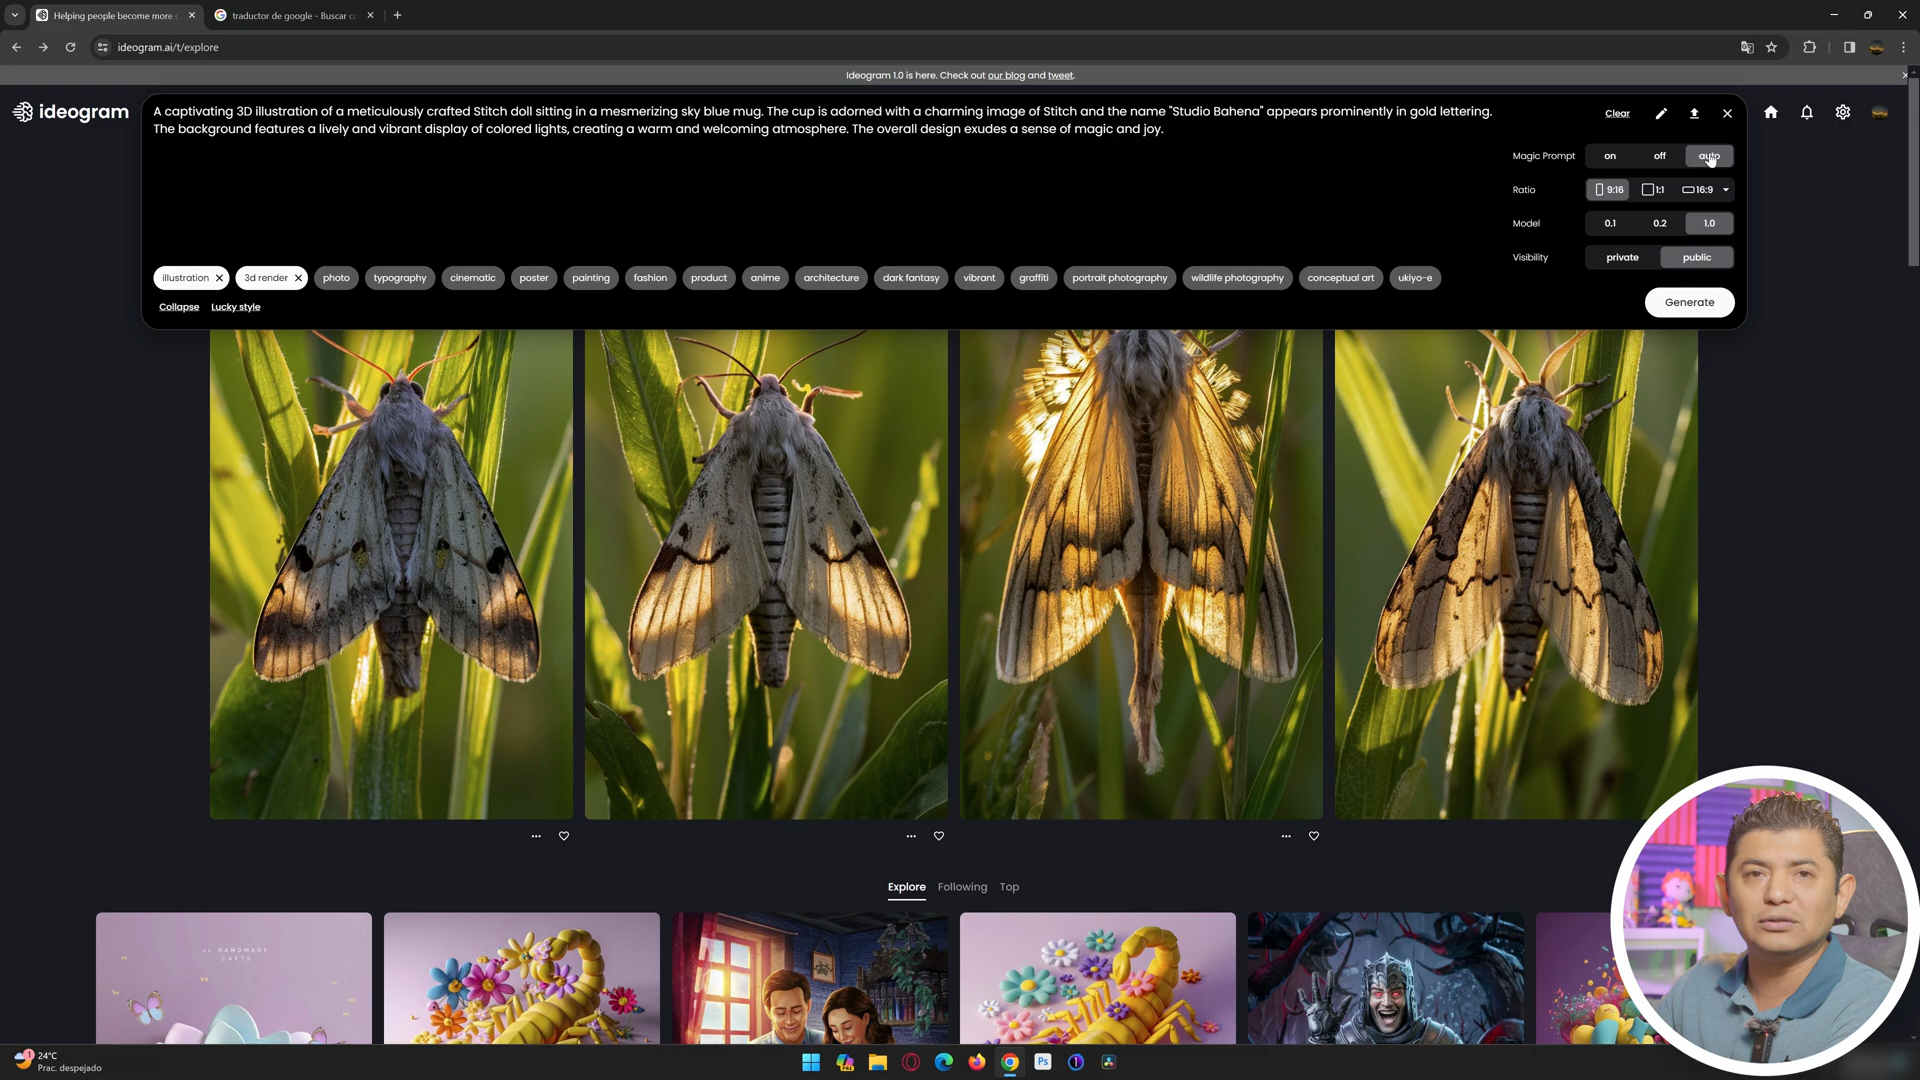 Helping people become more c
traductor de google - Buscar co
ideogram.ai/t/explore
Ideogram 1.0 is here. Check out our blog and tweet.
ideogram
A captivating 3D illustration of a meticulously crafted Stitch doll sitting in a mesmerizing sky blue mug. The cup is adorned with a charming image of Stitch and the name "Studio Bahena" appears prominently in gold lettering.
The background features a lively and vibrant display of colored lights, creating a warm and welcoming atmosphere. The overall design exudes a sense of magic and joy.
Clear
Magic Prompt on off auto
Ratio 9:16 1:1 16:9
Model 0.1 0.2 1.0
Visibility private public
illustration 3d render photo typography cinematic poster painting fashion product anime architecture dark fantasy vibrant graffiti portrait photography wildlife photography conceptual art ukiyo-e
Collapse Lucky style
Generate
Explore Following Top
JL HANDMADE
CAFTS
1
24°C
Prac. despejado
PRE
Ps